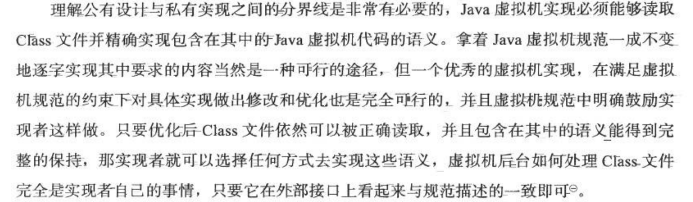 理解公有设计与私有实现之间的分界线是非常有必要的，Java 虚拟机实现必须能够读取
Class 文件并精确实现包含在其中的 Java 虚拟机代码的语义。拿着 Java 虚拟机规范一成不变
地逐字实现其中要求的内容当然是一种可行的途径，但一个优秀的虚拟机实现，在满足虚拟
机规范的约束下对具体实现做出修改和优化也是完全可行的，并且虚拟机规范中明确鼓励实
现者这样做。只要优化后 Class 文件依然可以被正确读取，并且包含在其中的语义能得到完
整的保持，那实现者就可以选择任何方式去实现这些语义，虚拟机后台如何处理 Class 文件
完全是实现者自己的事情，只要它在外部接口上看起来与规范描述的一致即可⊖。